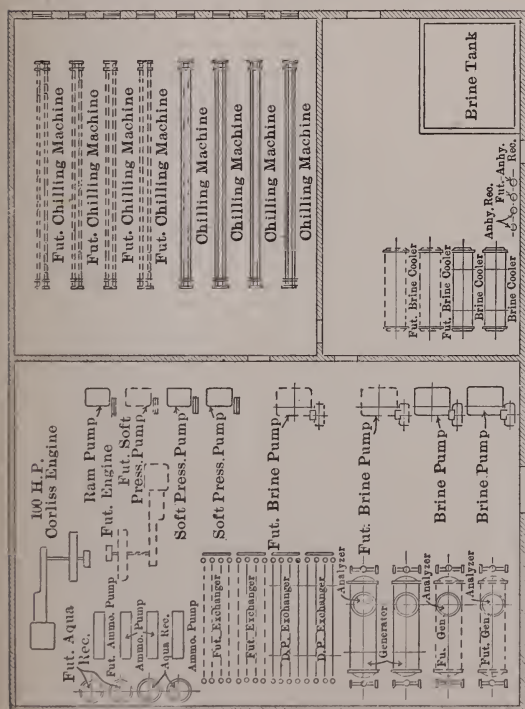 Fut. Chilling Machine
Fut. Chilling Machine
Fut. Chilling Machine
Fut. Chilling Machine
Chilling Machine
Chilling Machine
Chilling Machine
Chilling Machine
Brine Tank
Anhy. Rec.
Fut. Anhy.
Rec.
Fut. Brine Cooler
Fut. Brine Cooler
Brine Cooler
Brine Cooler
100 H.P.
Corliss Engine
Ram Pump
Fut. Engine
Fut. Soft
Press. Pump
Soft Press. Pump
Soft Press. Pump
Fut. Brine Pump
Fut. Brine Pump
Brine Pump
Brine Pump
Fut. Aqua
Rec.
Fut. Ammo. Pump
Ammo. Pump
Aqua Rec.
Ammo. Pump
Fut. Exchanger
Fut. Exchanger
D.P. Exchanger
D.P. Exchanger
Analyzer
Generator
Analyzer
Fut. Gen.
Analyzer
Fut. Gen.